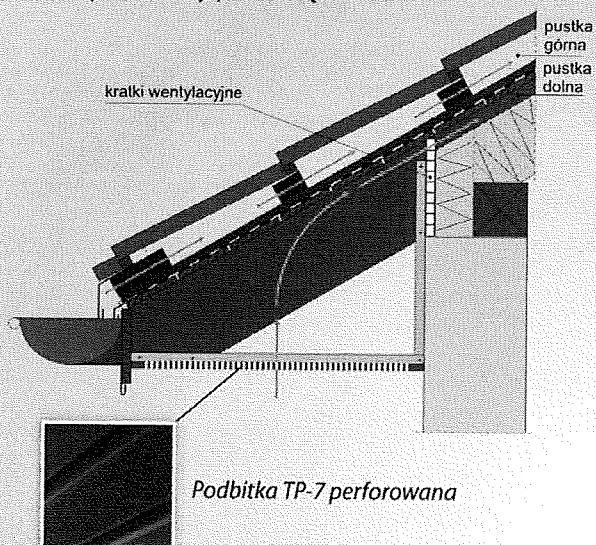 pustka
górna
pustka
dolna
kratki wentylacyjne
Podbitka TP-7 perforowana